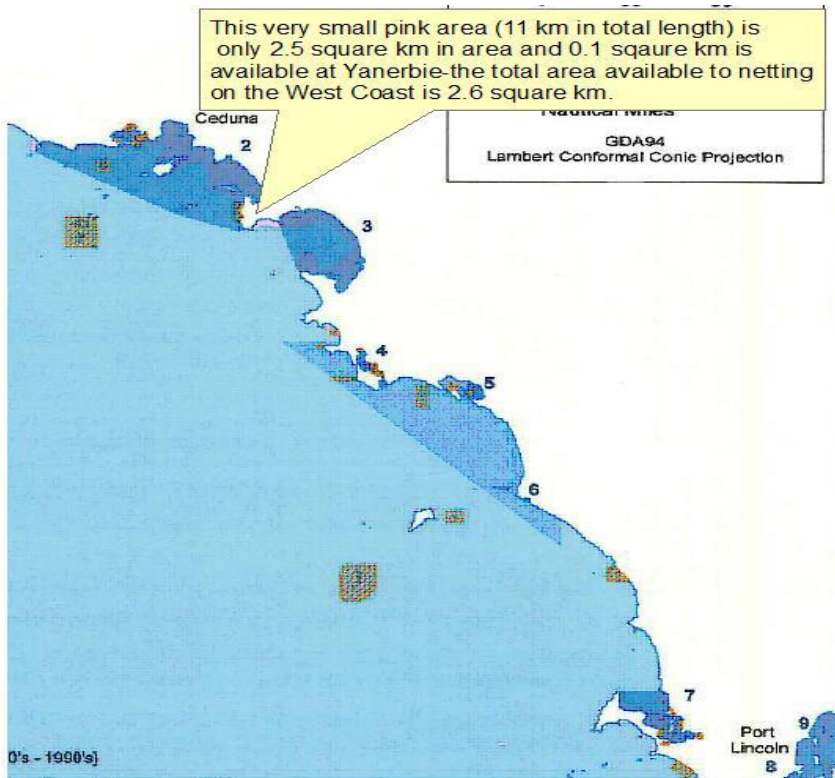 This very small pink area (11 km in total length) is
only 2.5 square km in area and 0.1 sqaure km is
available at Yanerbie-the total area available to netting
on the West Coast is 2.6 square km.
Nautical Miles
GDA94
Lambert Conformal Conic Projection
Ceduna
2
3
4
5
6
7
Port
Lincoln
9
8
0's - 1990's)